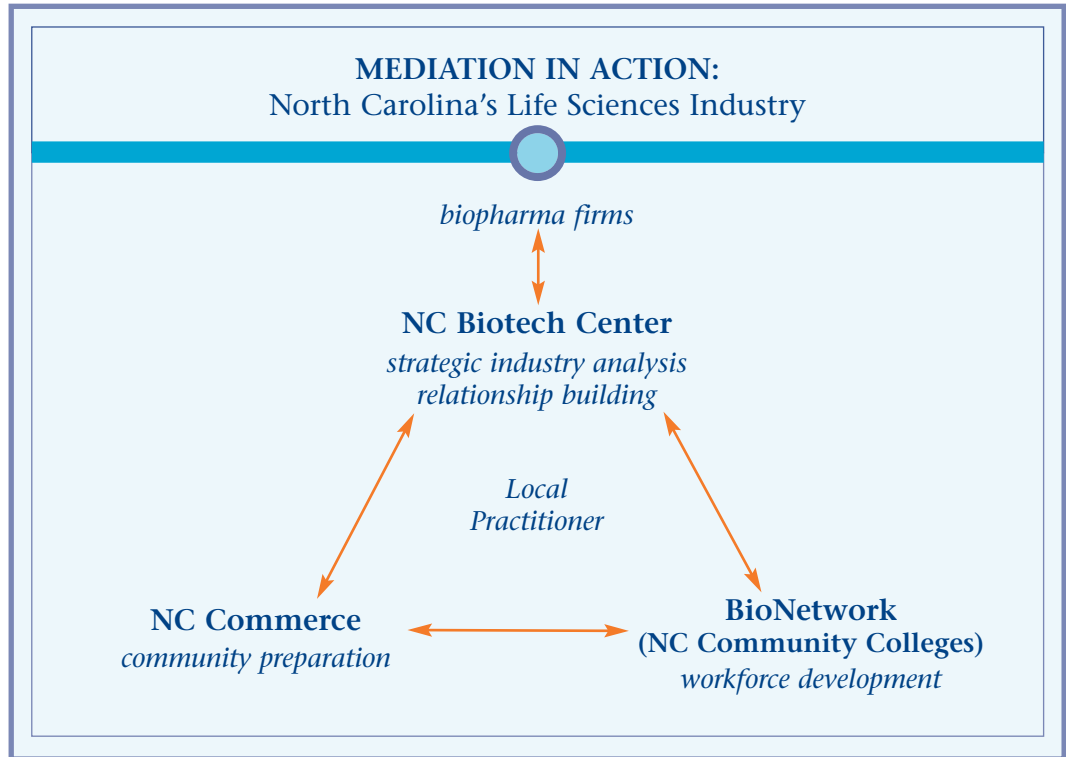 MEDIATION IN ACTION:
North Carolina’s Life Sciences Industry
biopharma firms
NC Biotech Center
strategic industry analysis
relationship building
Local
Practitioner
NC Commerce
community preparation
BioNetwork
(NC Community Colleges)
workforce development